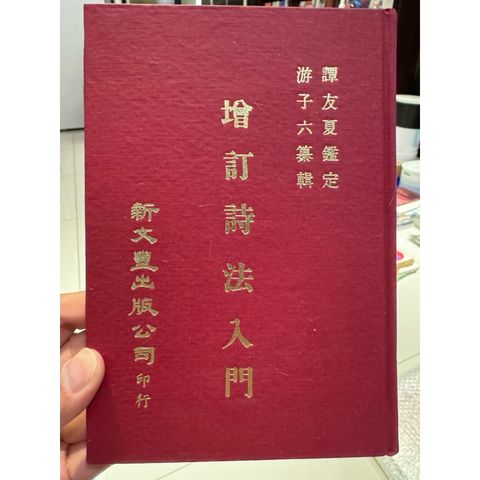 譚友夏鑑定
游子六纂輯
增訂詩法入門
新文豐出版公司印行